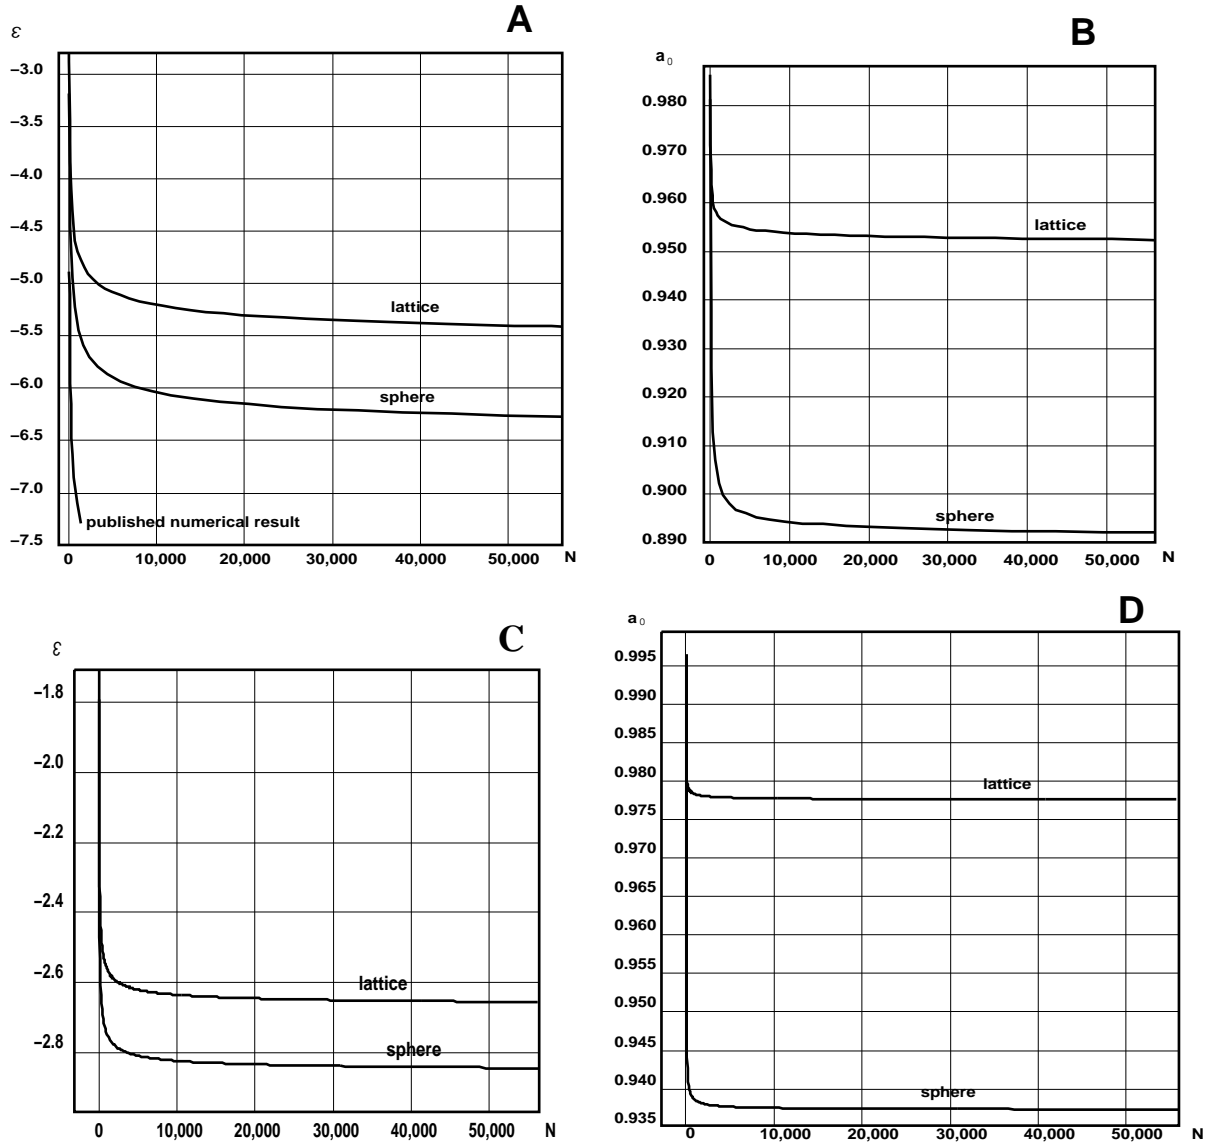 A
ε
−3.0
−3.5
−4.0
−4.5
−5.0
−5.5
−6.0
−6.5
−7.0
−7.5
lattice
sphere
published numerical result
0 10,000 20,000 30,000 40,000 50,000 N
B
a0
0.980
0.970
0.960
0.950
0.940
0.930
0.920
0.910
0.900
0.890
lattice
sphere
0 10,000 20,000 30,000 40,000 50,000 N
C
ε
−1.8
−2.0
−2.2
−2.4
−2.6
−2.8
lattice
sphere
0 10,000 20,000 30,000 40,000 50,000 N
D
a0
0.995
0.990
0.985
0.980
0.975
0.970
0.965
0.960
0.955
0.950
0.945
0.940
0.935
lattice
sphere
0 10,000 20,000 30,000 40,000 50,000 N